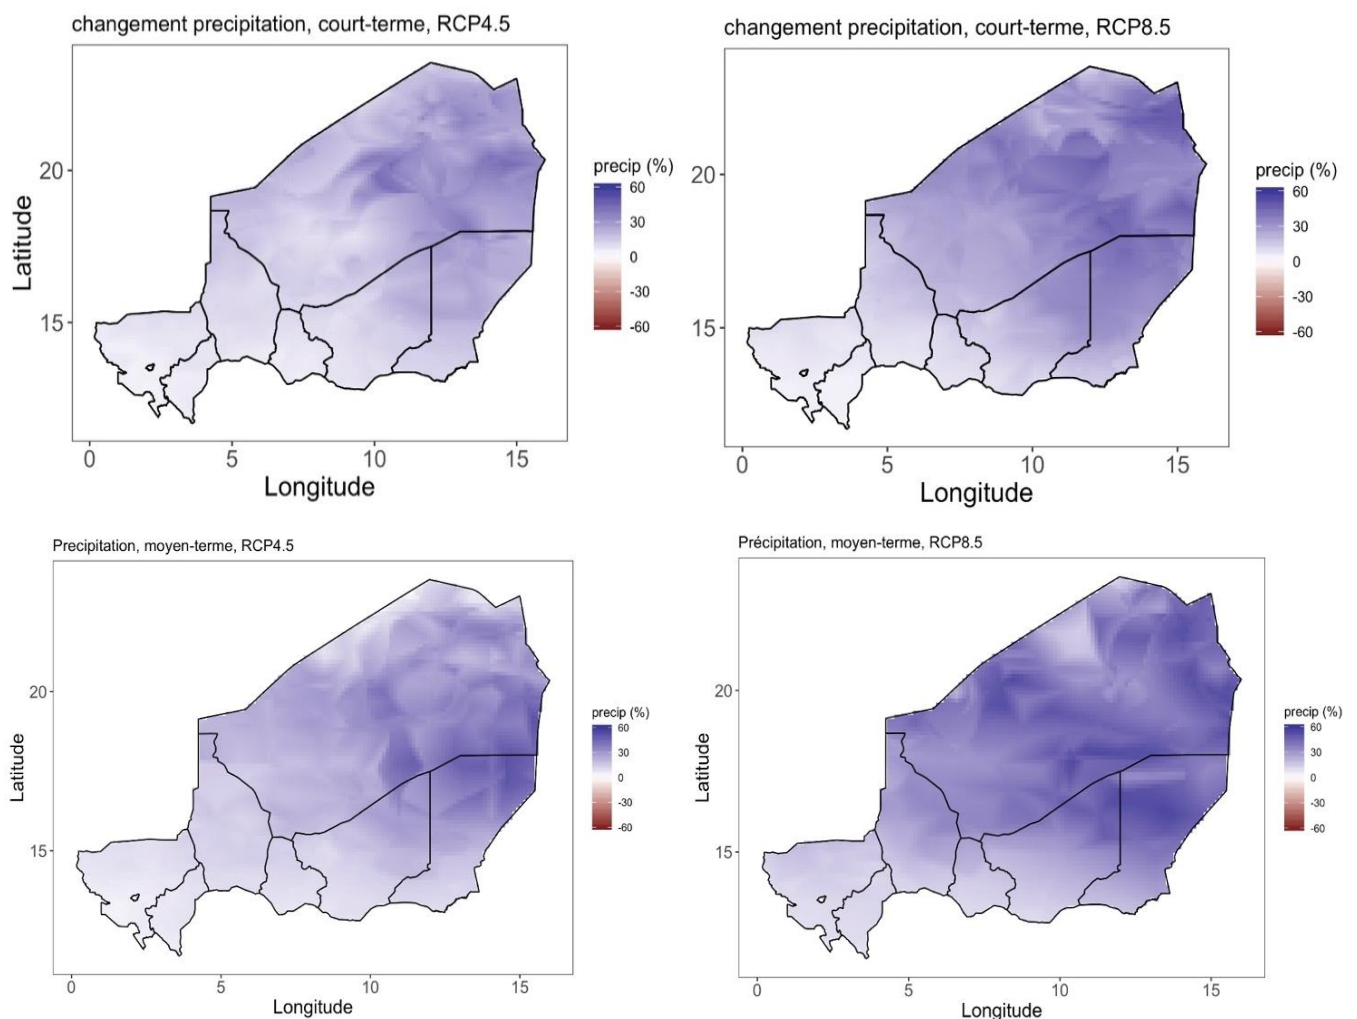 changement precipitation, court-terme, RCP4.5
Latitude
20
15
0
5
10
15
Longitude
precip (%)
60
30
0
-30
-60
changement precipitation, court-terme, RCP8.5
20
15
0
5
10
15
Longitude
precip (%)
60
30
0
-30
-60
Precipitation, moyen-terme, RCP4.5
Latitude
20
15
0
5
10
15
Longitude
precip (%)
60
30
0
-30
-60
Précipitation, moyen-terme, RCP8.5
Latitude
20
15
0
5
10
15
Longitude
precip (%)
60
30
0
-30
-60